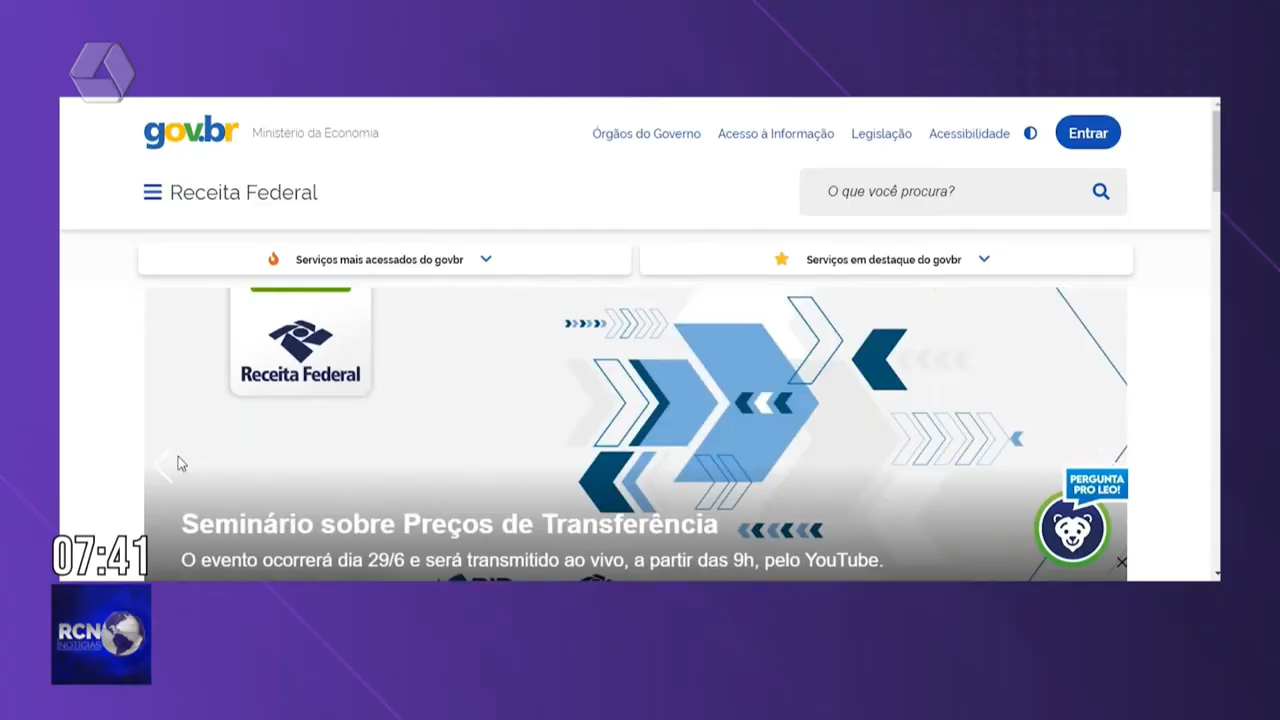 gov.br Ministério da Economia
Órgãos do Governo Acesso à Informação Legislação Acessibilidade Entrar
Receita Federal
O que você procura?
Serviços mais acessados do govbr
Serviços em destaque do govbr
Receita Federal
PERGUNTA
PRO LEO!
Seminário sobre Preços de Transferência
O evento ocorrerá dia 29/6 e será transmitido ao vivo, a partir das 9h, pelo YouTube.
07:41
RCN
NOTÍCIAS